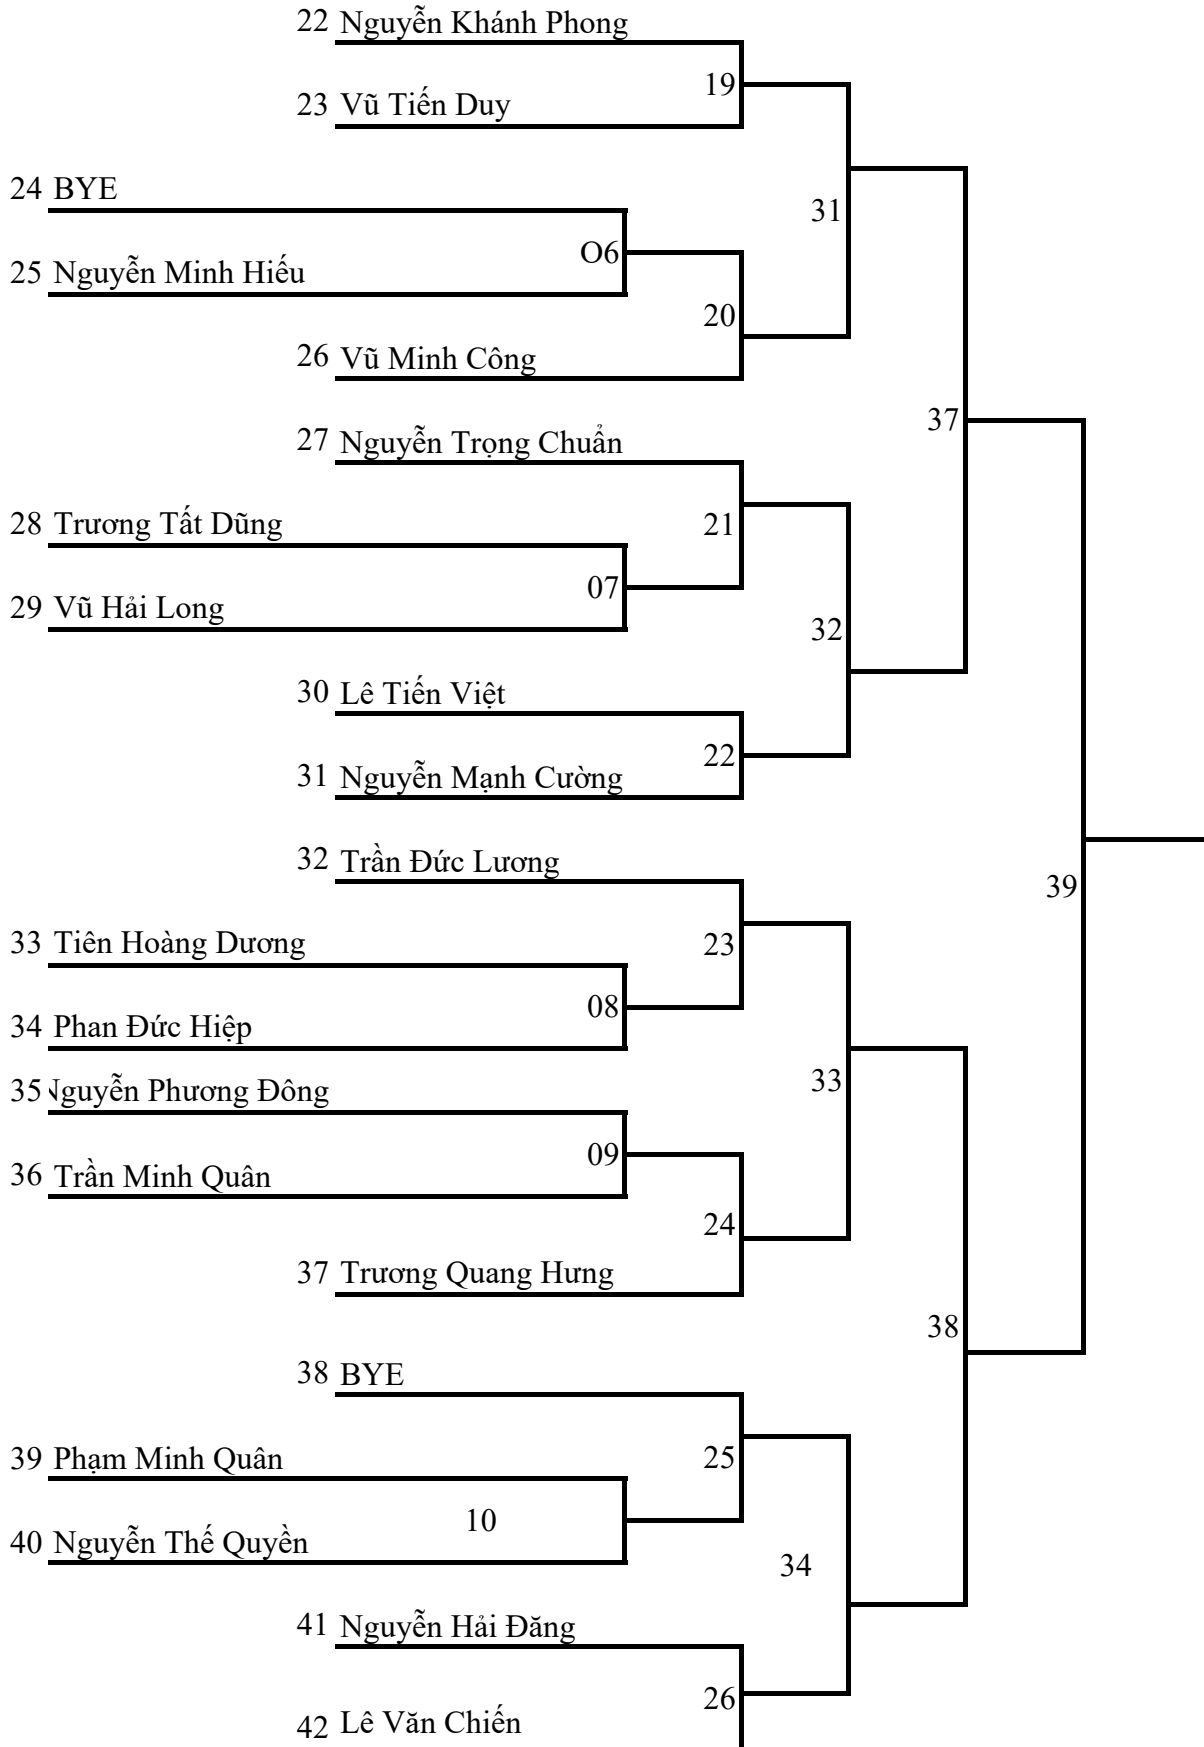 22 Nguyễn Khánh Phong
19
23 Vũ Tiến Duy
24 BYE
31
O6
25 Nguyễn Minh Hiếu
20
26 Vũ Minh Công
37
27 Nguyễn Trọng Chuẩn
28 Trương Tất Dũng
21
07
29 Vũ Hải Long
32
30 Lê Tiến Việt
22
31 Nguyễn Mạnh Cường
32 Trần Đức Lương
39
33 Tiên Hoàng Dương
23
08
34 Phan Đức Hiệp
35 Nguyễn Phương Đông
33
09
36 Trần Minh Quân
24
37 Trương Quang Hưng
38
38 BYE
39 Phạm Minh Quân
25
10
40 Nguyễn Thế Quyền
34
41 Nguyễn Hải Đăng
26
42 Lê Văn Chiến